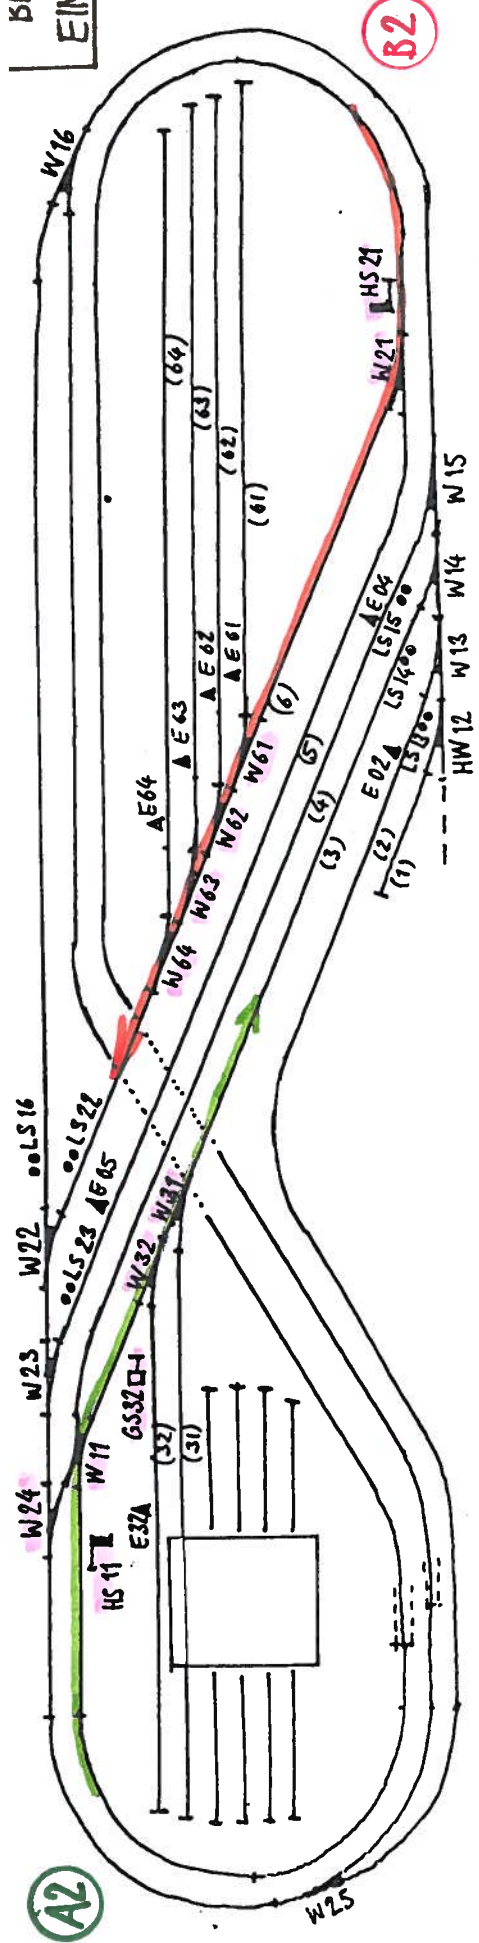 EIN
A2
W24
W23
W22
LS16
W16
HS11
W11
LS23
LS22
E05
E32
GS32
W32
W31
(32)
(31)
E64
E63
E62
E61
(64)
(63)
(62)
(61)
W64
W63
W62
W61
(6)
(5)
(4)
(3)
(2)
(1)
E02
E04
LS13
LS14
LS15
HW12
W13
W14
W15
W21
HS21
W25
B2